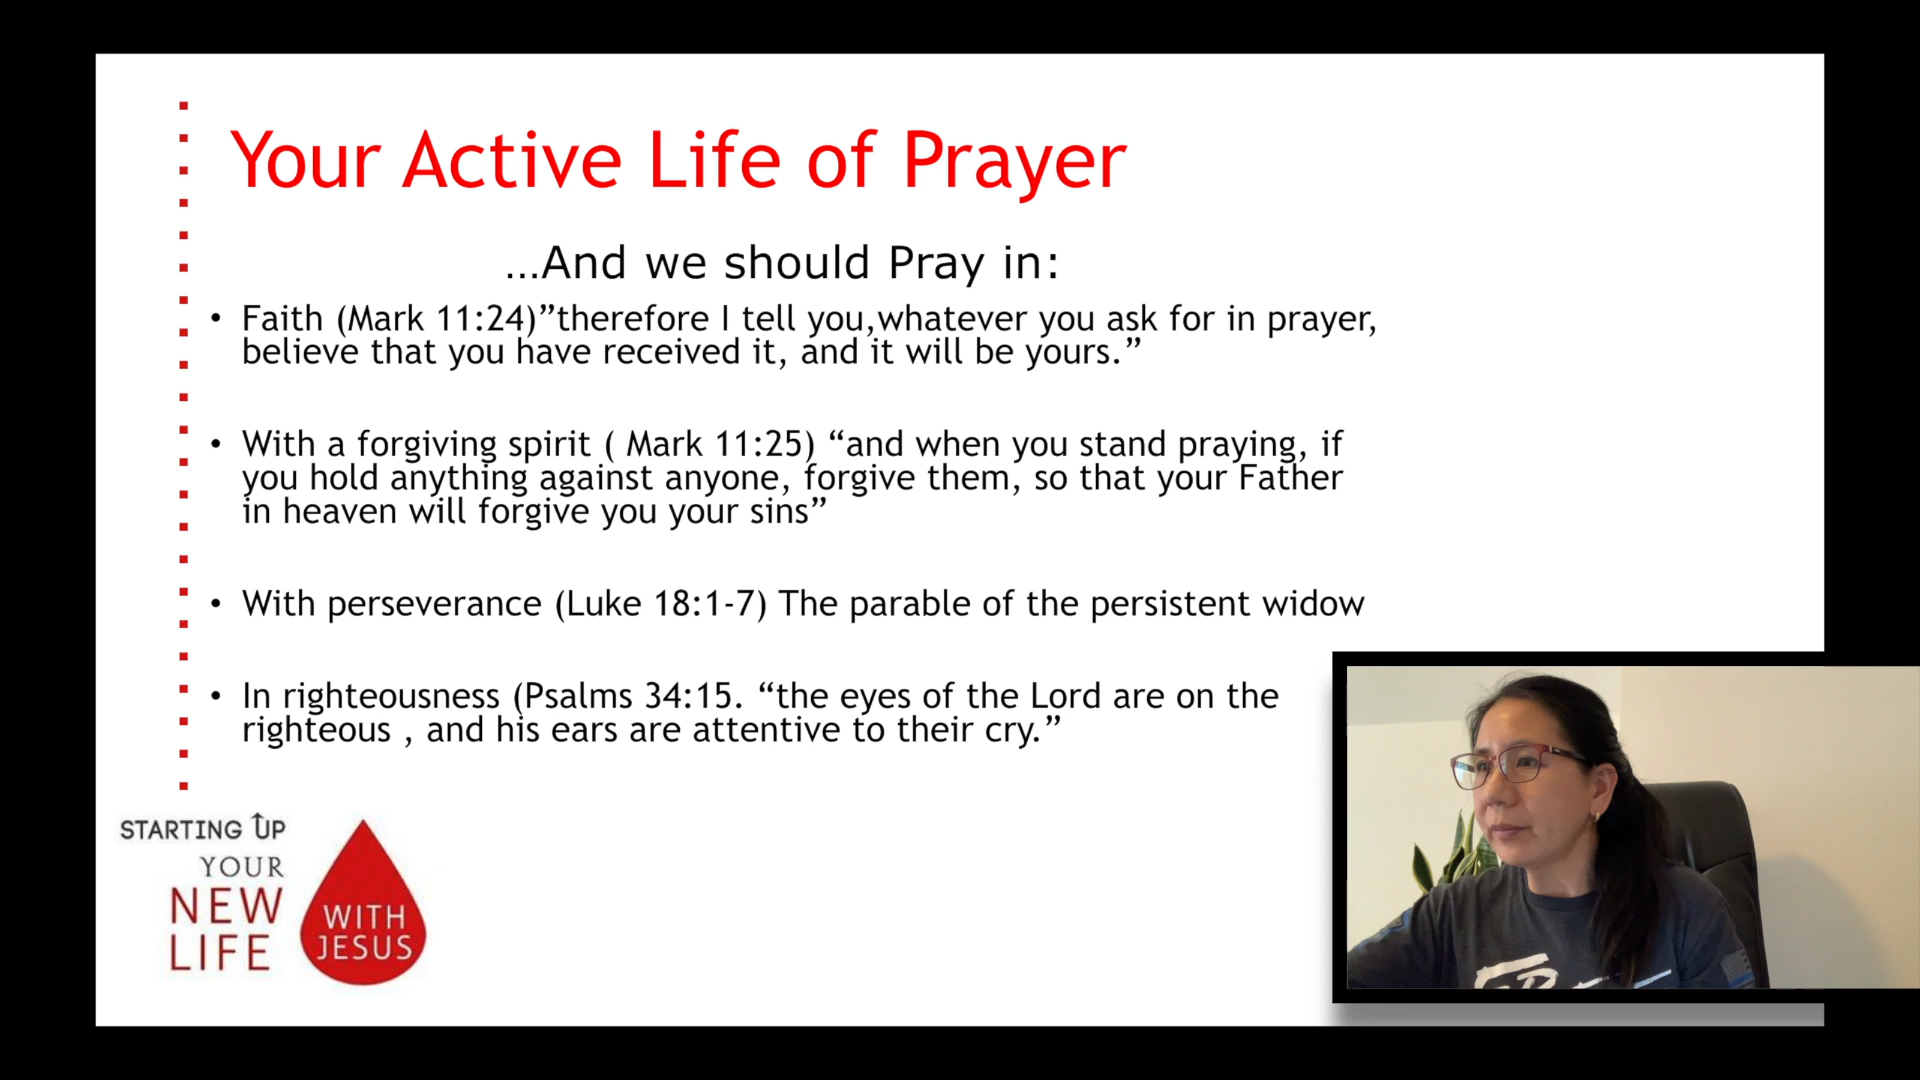 Your Active Life of Prayer
...And we should Pray in:
• Faith (Mark 11:24)”therefore I tell you,whatever you ask for in prayer,
believe that you have received it, and it will be yours.”
• With a forgiving spirit ( Mark 11:25) “and when you stand praying, if
you hold anything against anyone, forgive them, so that your Father
in heaven will forgive you your sins”
• With perseverance (Luke 18:1-7) The parable of the persistent widow
• In righteousness (Psalms 34:15. “the eyes of the Lord are on the
righteous , and his ears are attentive to their cry.”
STARTING UP
YOUR
NEW
LIFE
WITH
JESUS